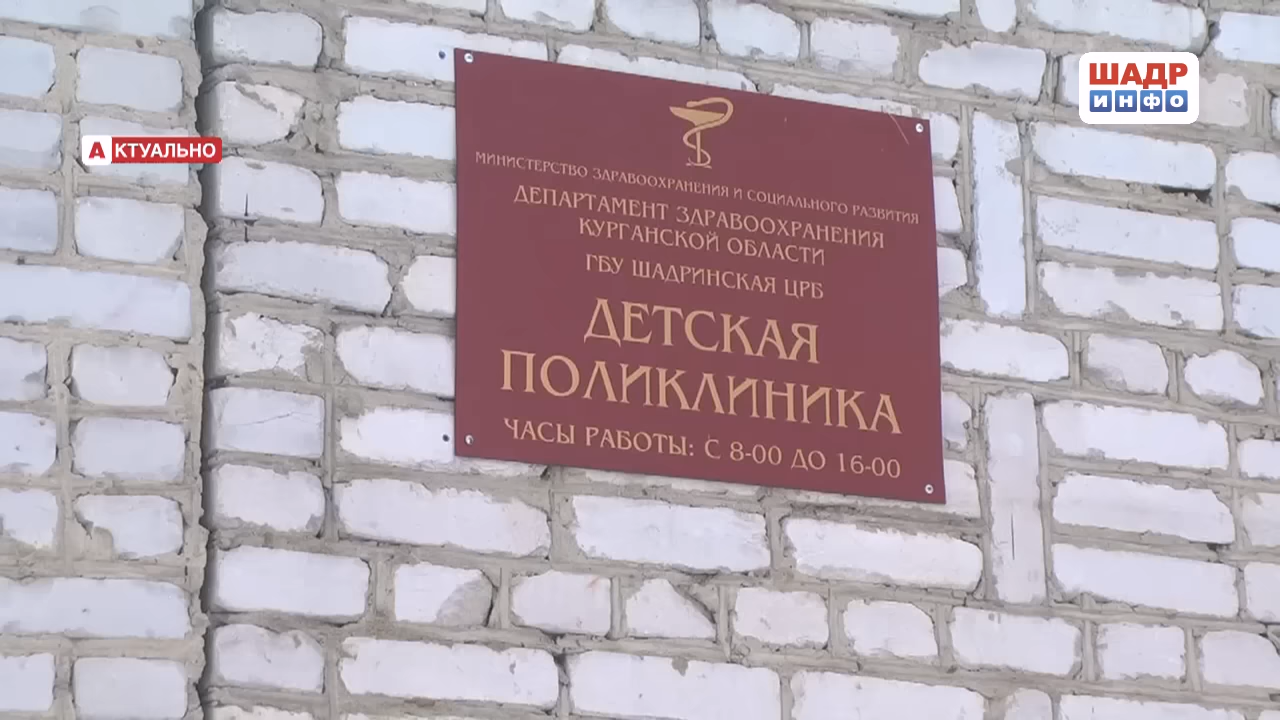 ШАДР
инфо
АКТУАЛЬНО
МИНИСТЕРСТВО ЗДРАВООХРАНЕНИЯ И СОЦИАЛЬНОГО РАЗВИТИЯ
ДЕПАРТАМЕНТ ЗДРАВООХРАНЕНИЯ
КУРГАНСКОЙ ОБЛАСТИ
ГБУ ШАДРИНСКАЯ ЦРБ
ДЕТСКАЯ
ПОЛИКЛИНИКА
ЧАСЫ РАБОТЫ: С 8-00 ДО 16-00